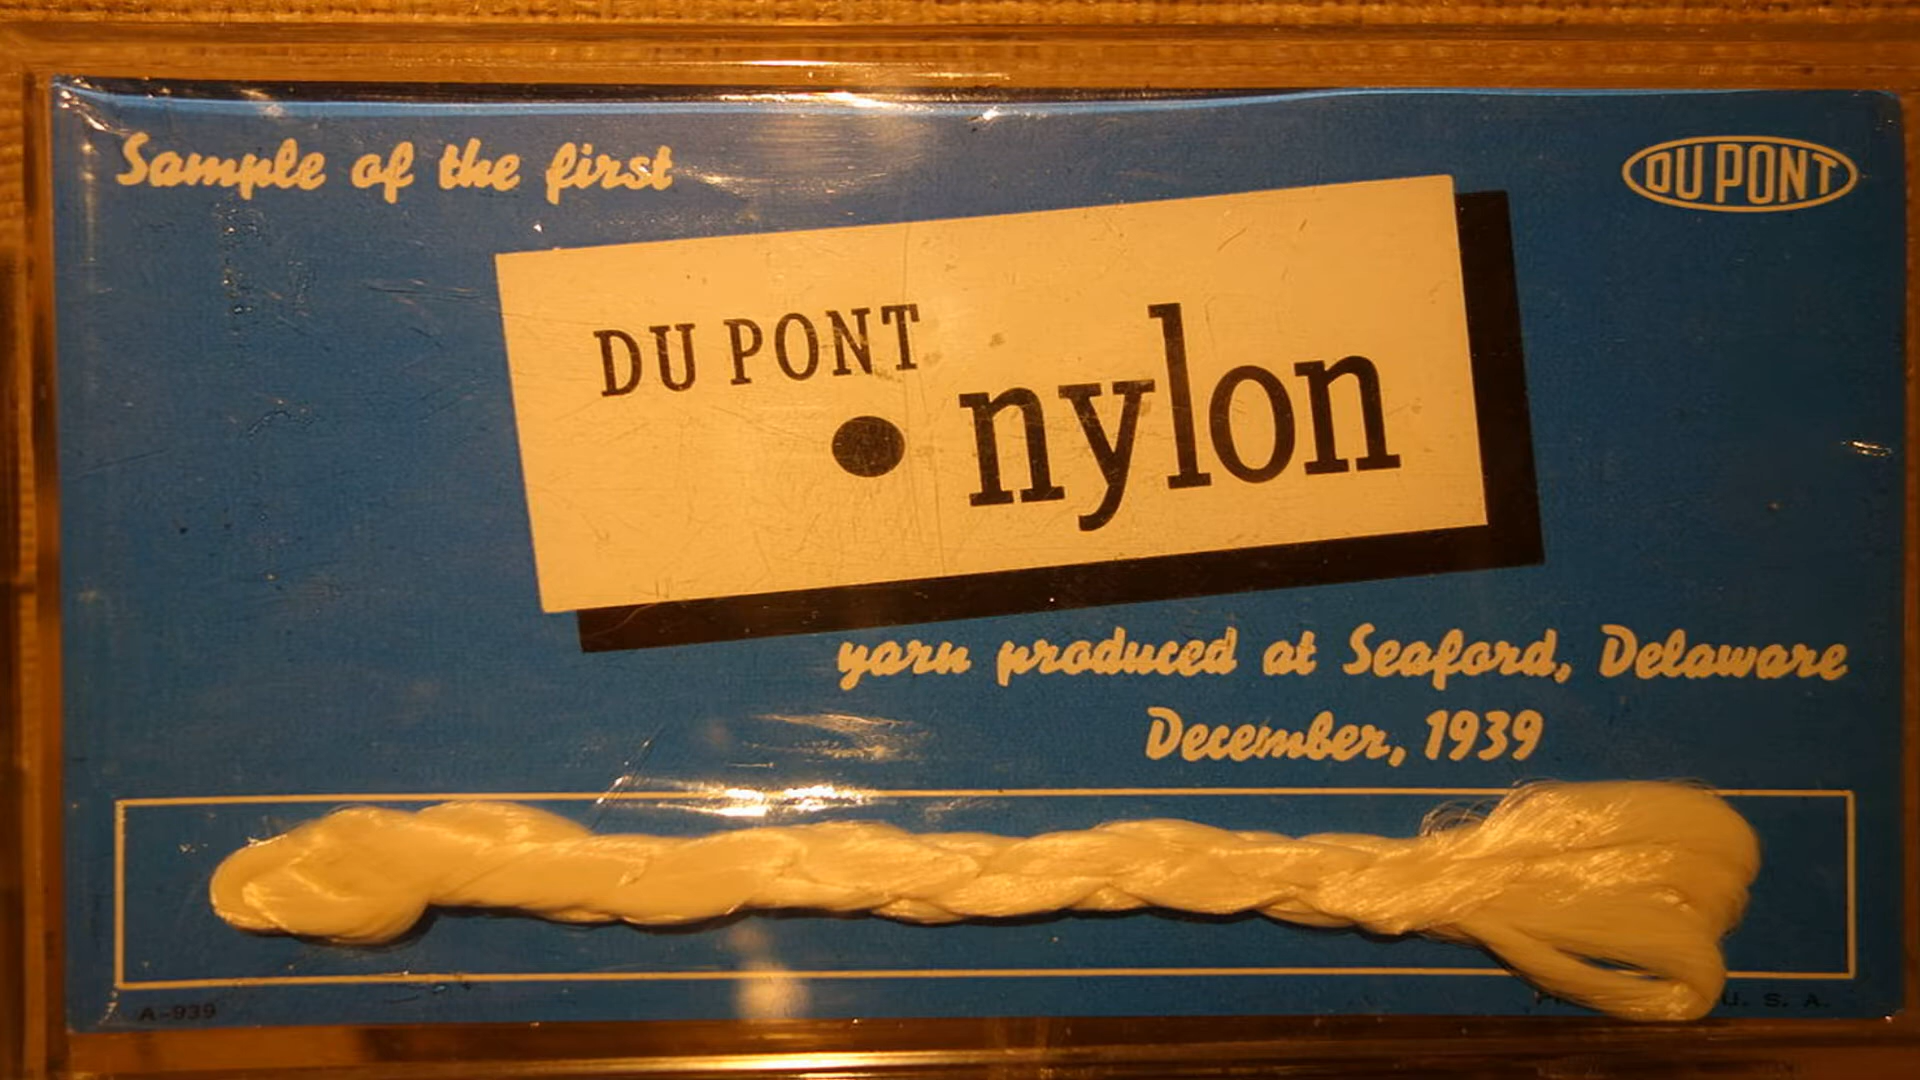 Sample of the first
DU PONT
DU PONT
• nylon
yarn produced at Seaford, Delaware
December, 1939
A-939
U. S. A.